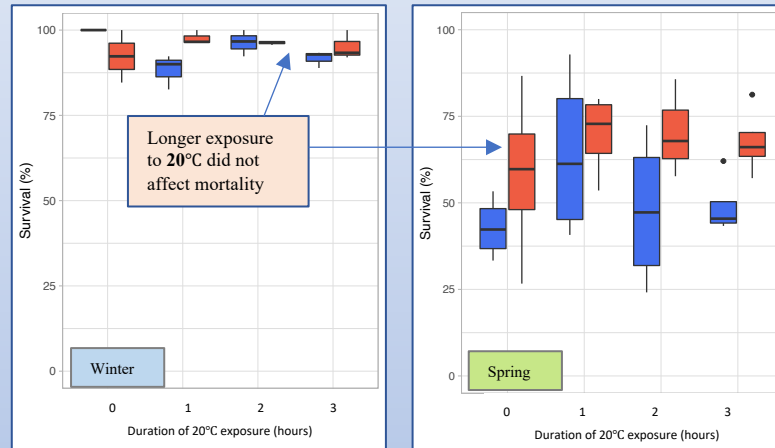 100
75
50
25
0
Survival (%)
Longer exposure
to 20℃ did not
affect mortality
Winter
0 1 2 3
Duration of 20℃ exposure (hours)
100
75
50
25
0
Survival (%)
Spring
0 1 2 3
Duration of 20℃ exposure (hours)